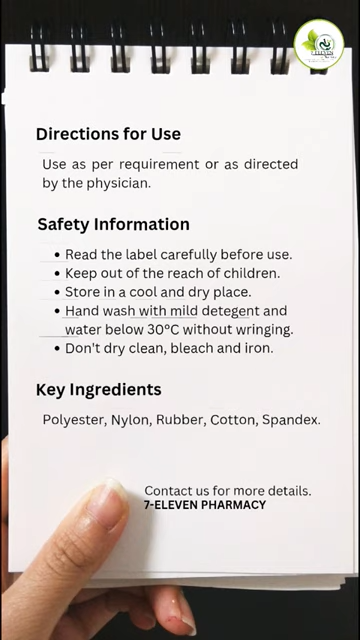 7-ELEVEN
Directions for Use
Use as per requirement or as directed
by the physician.
Safety Information
• Read the label carefully before use.
• Keep out of the reach of children.
• Store in a cool and dry place.
• Hand wash with mild detegent and
water below 30°C without wringing.
• Don't dry clean, bleach and iron.
Key Ingredients
Polyester, Nylon, Rubber, Cotton, Spandex.
Contact us for more details.
7-ELEVEN PHARMACY